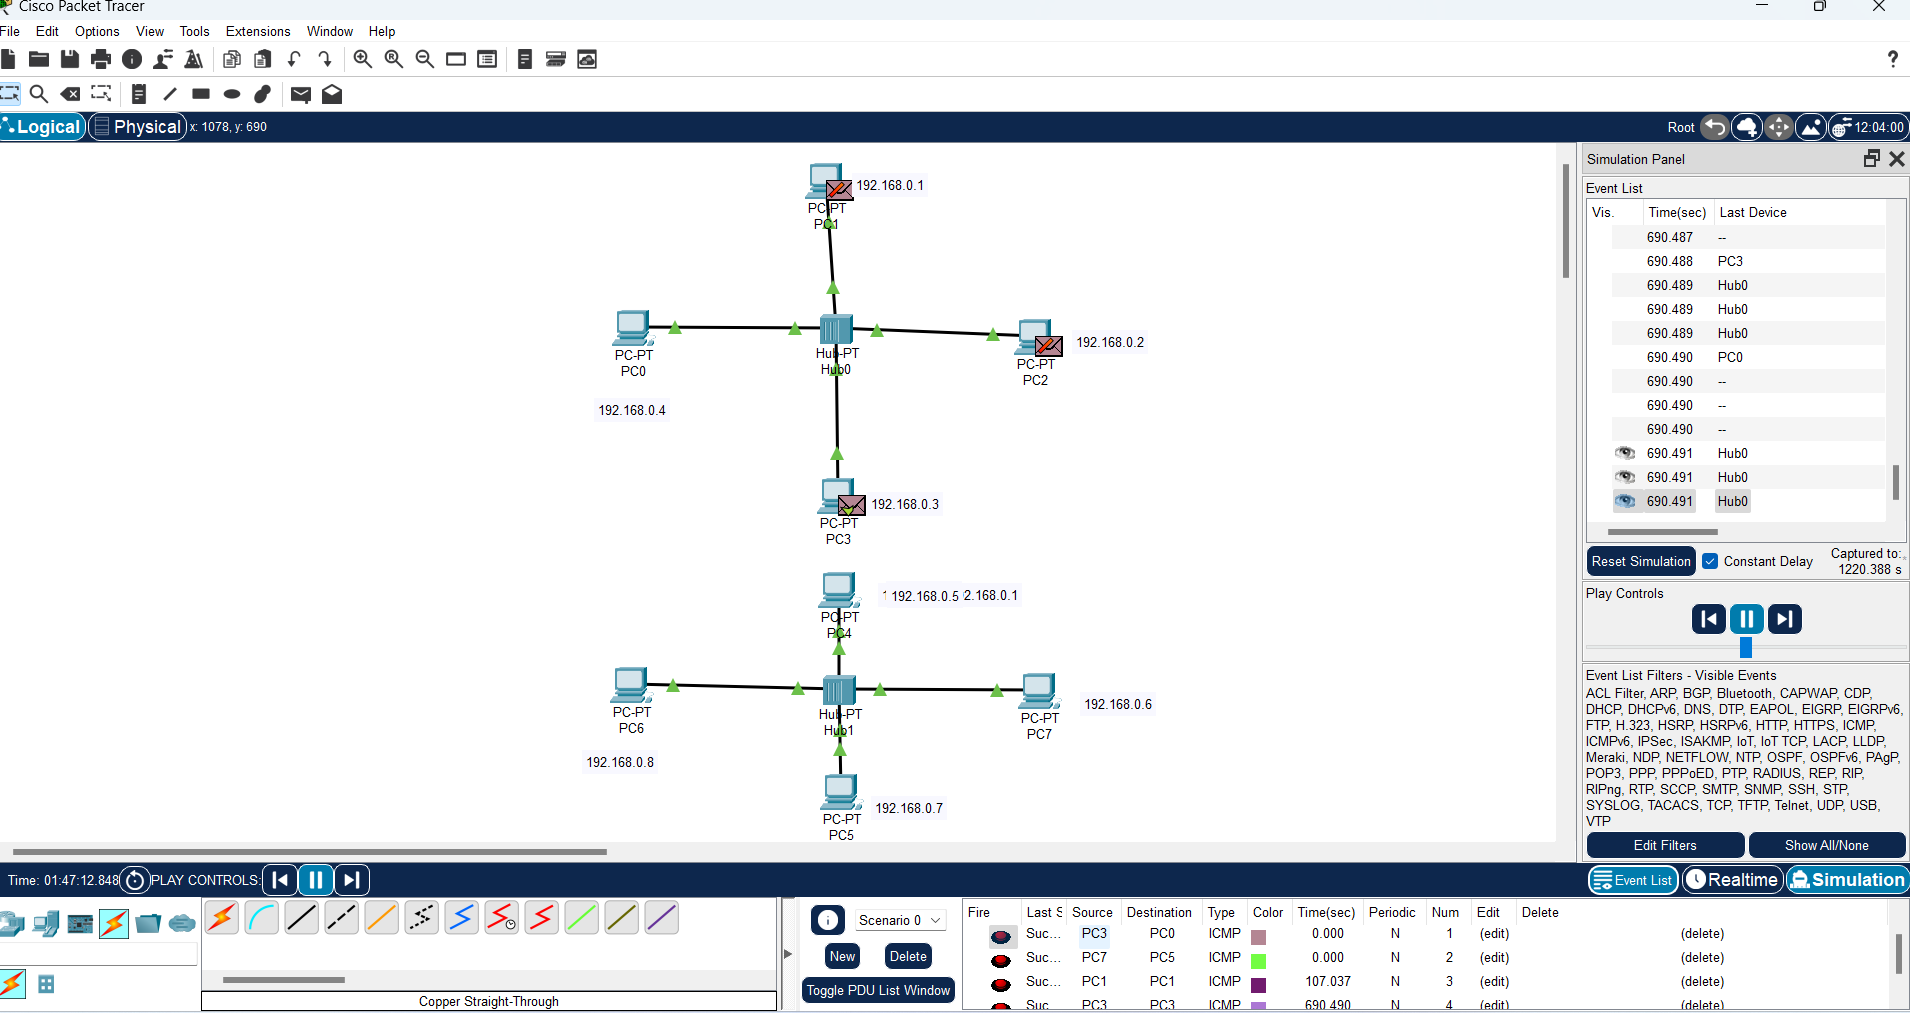 Cisco Packet Tracer
File Edit Options View Tools Extensions Window Help
Logical Physical x: 1078, y: 690 Root 12:04:00
192.168.0.1
PC-PT
PC1
PC-PT
PC0
192.168.0.4
Hub-PT
Hub0
PC-PT
PC2
192.168.0.2
PC-PT
PC3
192.168.0.3
PC-PT
PC4
192.168.0.5 2.168.0.1
PC-PT
PC6
192.168.0.8
Hub-PT
Hub1
PC-PT
PC7
192.168.0.6
PC-PT
PC5
192.168.0.7
Simulation Panel
Event List
Vis. Time(sec) Last Device
690.487 --
690.488 PC3
690.489 Hub0
690.489 Hub0
690.489 Hub0
690.490 PC0
690.490 --
690.490 --
690.490 --
690.491 Hub0
690.491 Hub0
690.491 Hub0
Reset Simulation Constant Delay Captured to:
1220.388 s
Play Controls
Event List Filters - Visible Events
ACL Filter, ARP, BGP, Bluetooth, CAPWAP, CDP,
DHCP, DHCPv6, DNS, DTP, EAPOL, EIGRP, EIGRPv6,
FTP, H.323, HSRP, HSRPv6, HTTP, HTTPS, ICMP,
ICMPv6, IPSec, ISAKMP, IoT, IoT TCP, LACP, LLDP,
Meraki, NDP, NETFLOW, NTP, OSPF, OSPFv6, PAgP,
POP3, PPP, PPPoED, PTP, RADIUS, REP, RIP,
RIPng, RTP, SCCP, SMTP, SNMP, SSH, STP,
SYSLOG, TACACS, TCP, TFTP, Telnet, UDP, USB,
VTP
Edit Filters Show All/None
Time: 01:47:12.848 PLAY CONTROLS: Event List Realtime Simulation
Copper Straight-Through
Scenario 0
New Delete
Toggle PDU List Window
Fire Last S Source Destination Type Color Time(sec) Periodic Num Edit Delete
Suc... PC3 PC0 ICMP 0.000 N 1 (edit) (delete)
Suc... PC7 PC5 ICMP 0.000 N 2 (edit) (delete)
Suc... PC1 PC1 ICMP 107.037 N 3 (edit) (delete)
Suc PC3 PC3 ICMP 690.490 N 4 (edit) (delete)